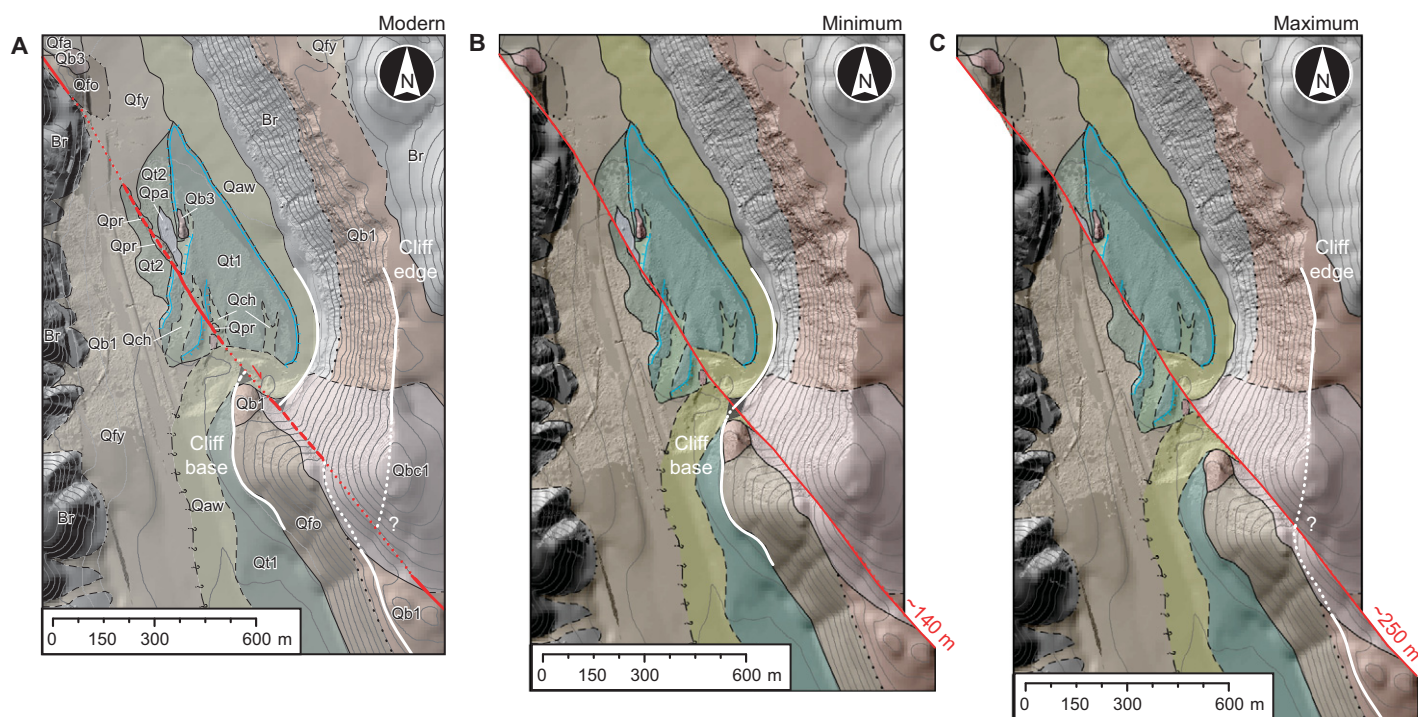 Modern
A
N
Qfa
Qb3
Qfo
Qfy
Qfy
Br
Br
Br
Qt2
Qpa
Qaw
Qb3
Qpr
Qb1
Cliff
edge
Qpr
Qt2
Qt1
Qch
Qpr
Br
Qb1
Qch
Qb1
Qfy
Cliff
base
Qbc1
Br
Qaw
Qfo
?
Qt1
Qb1
0 150 300 600 m
Minimum
B
N
Cliff
base
~140 m
0 150 300 600 m
Maximum
C
N
Cliff
edge
?
~250 m
0 150 300 600 m